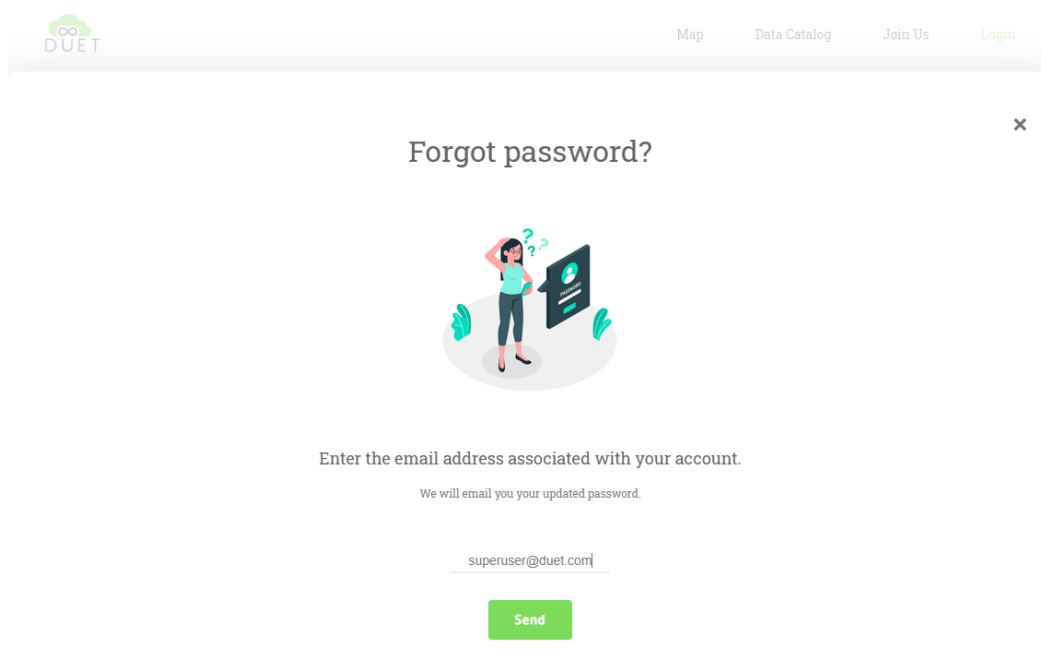 DUET
Map Data Catalog Join Us Login
Forgot password?
? ? ?
PASSWORD
Enter the email address associated with your account.
We will email you your updated password.
superuser@duet.com
Send